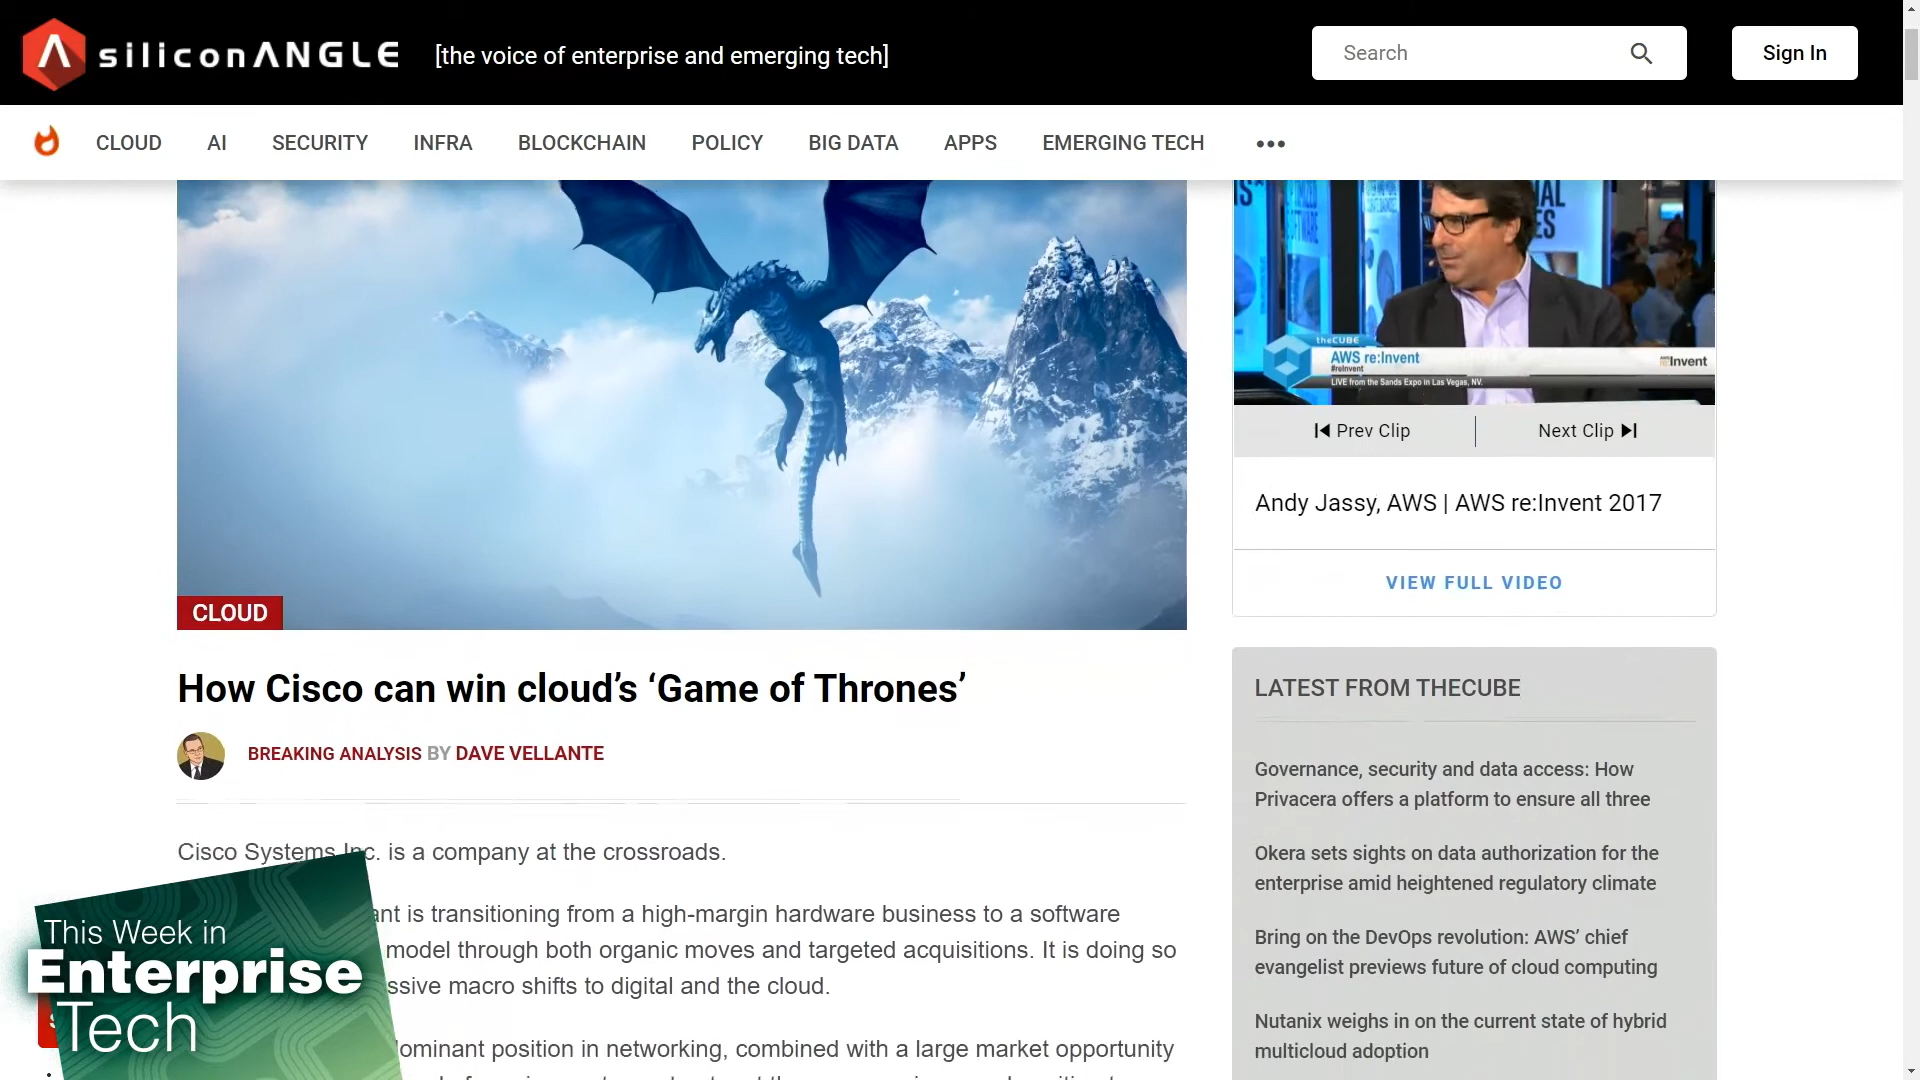 siliconANGLE
[the voice of enterprise and emerging tech]
Search
Sign In
CLOUD
AI
SECURITY
INFRA
BLOCKCHAIN
POLICY
BIG DATA
APPS
EMERGING TECH
CLOUD
How Cisco can win cloud’s ‘Game of Thrones’
BREAKING ANALYSIS BY DAVE VELLANTE
Cisco Systems Inc. is a company at the crossroads.
is transitioning from a high-margin hardware business to a software
model through both organic moves and targeted acquisitions. It is doing so
macro shifts to digital and the cloud.
position in networking, combined with a large market opportunity
This Week in
Enterprise
Tech
theCUBE
AWS re:Invent
#reInvent
LIVE from the Sands Expo in Las Vegas, NV.
re:Invent
Prev Clip
Next Clip
Andy Jassy, AWS | AWS re:Invent 2017
VIEW FULL VIDEO
LATEST FROM THECUBE
Governance, security and data access: How
Privacera offers a platform to ensure all three
Okera sets sights on data authorization for the
enterprise amid heightened regulatory climate
Bring on the DevOps revolution: AWS’ chief
evangelist previews future of cloud computing
Nutanix weighs in on the current state of hybrid
multicloud adoption